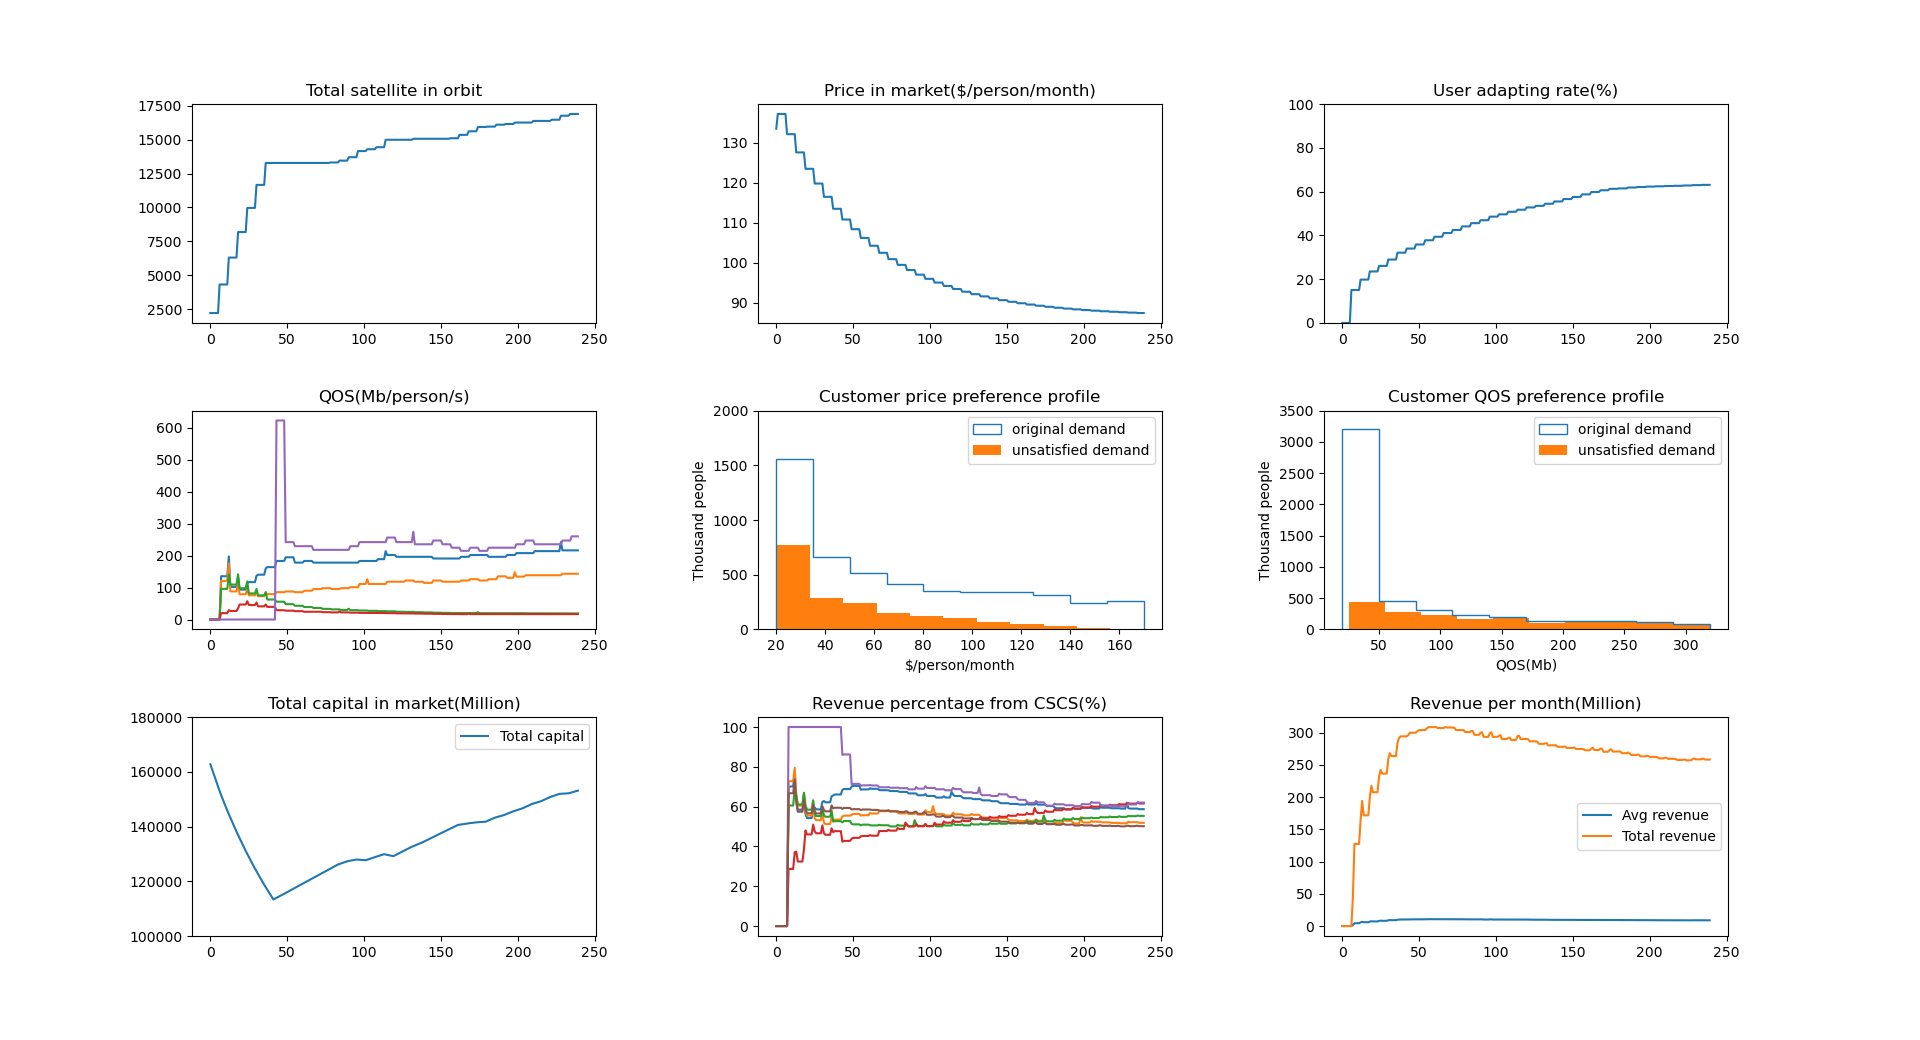 Total satellite in orbit
17500
15000
12500
10000
7500
5000
2500
0 50 100 150 200 250
Price in market($/person/month)
130
120
110
100
90
0 50 100 150 200 250
User adapting rate(%)
100
80
60
40
20
0
0 50 100 150 200 250
QOS(Mb/person/s)
600
500
400
300
200
100
0
0 50 100 150 200 250
Customer price preference profile
2000
1500
1000
500
0
Thousand people
original demand
unsatisfied demand
20 40 60 80 100 120 140 160
$/person/month
Customer QOS preference profile
3500
3000
2500
2000
1500
1000
500
0
Thousand people
original demand
unsatisfied demand
50 100 150 200 250 300
QOS(Mb)
Total capital in market(Million)
180000
160000
140000
120000
100000
Total capital
0 50 100 150 200 250
Revenue percentage from CSCS(%)
100
80
60
40
20
0
0 50 100 150 200 250
Revenue per month(Million)
300
250
200
150
100
50
0
Avg revenue
Total revenue
0 50 100 150 200 250